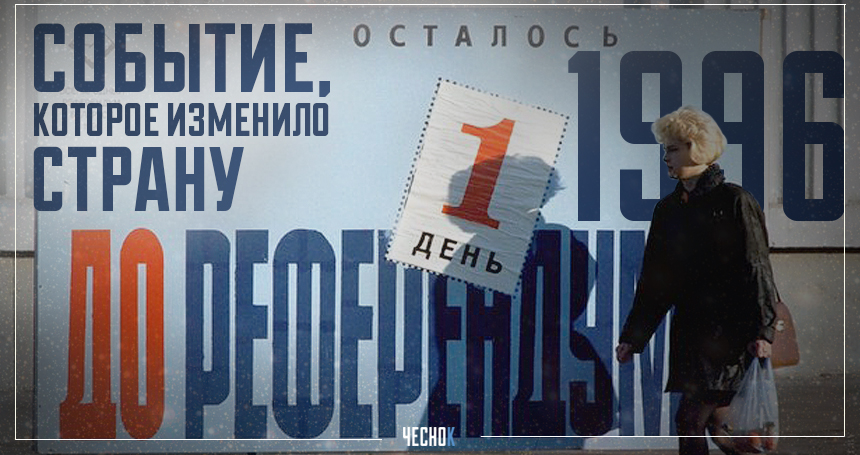 СОБЫТИЕ,
КОТОРОЕ ИЗМЕНИЛО
СТРАНУ
1996
ОСТАЛОСЬ
1
ДЕНЬ
ДО РЕФЕРЕНДУМ
ЧЕСНОК